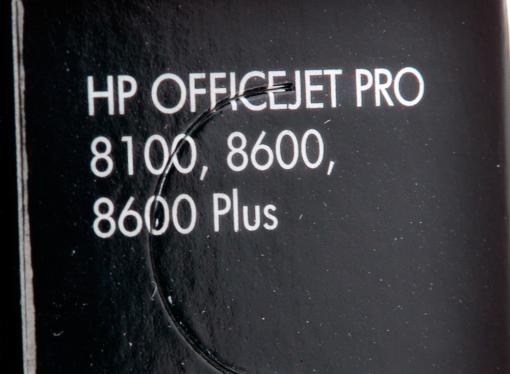 HP OFFICEJET PRO
8100, 8600,
8600 Plus